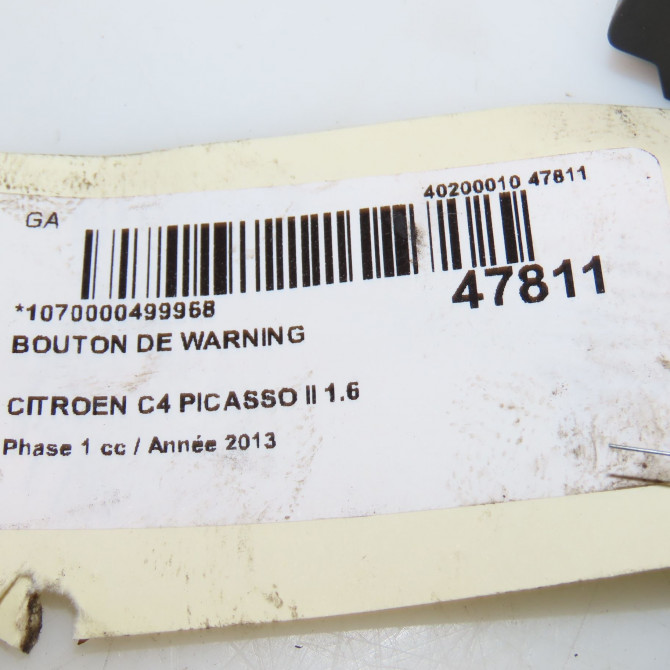 GA
40200010 47811
47811
*1070000499968
BOUTON DE WARNING
CITROEN C4 PICASSO II 1.6
Phase 1 cc / Année 2013